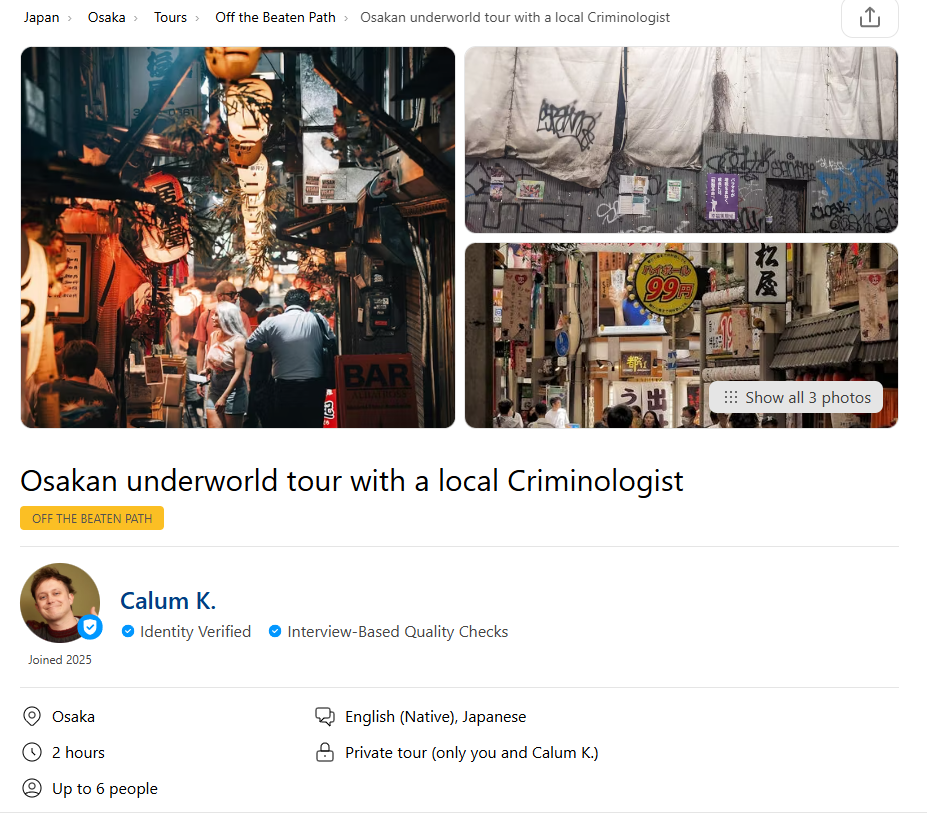 Japan › Osaka › Tours › Off the Beaten Path › Osakan underworld tour with a local Criminologist
BAR
99円
松屋
都
Show all 3 photos
Osakan underworld tour with a local Criminologist
OFF THE BEATEN PATH
Calum K.
Identity Verified
Interview-Based Quality Checks
Joined 2025
Osaka
English (Native), Japanese
2 hours
Private tour (only you and Calum K.)
Up to 6 people